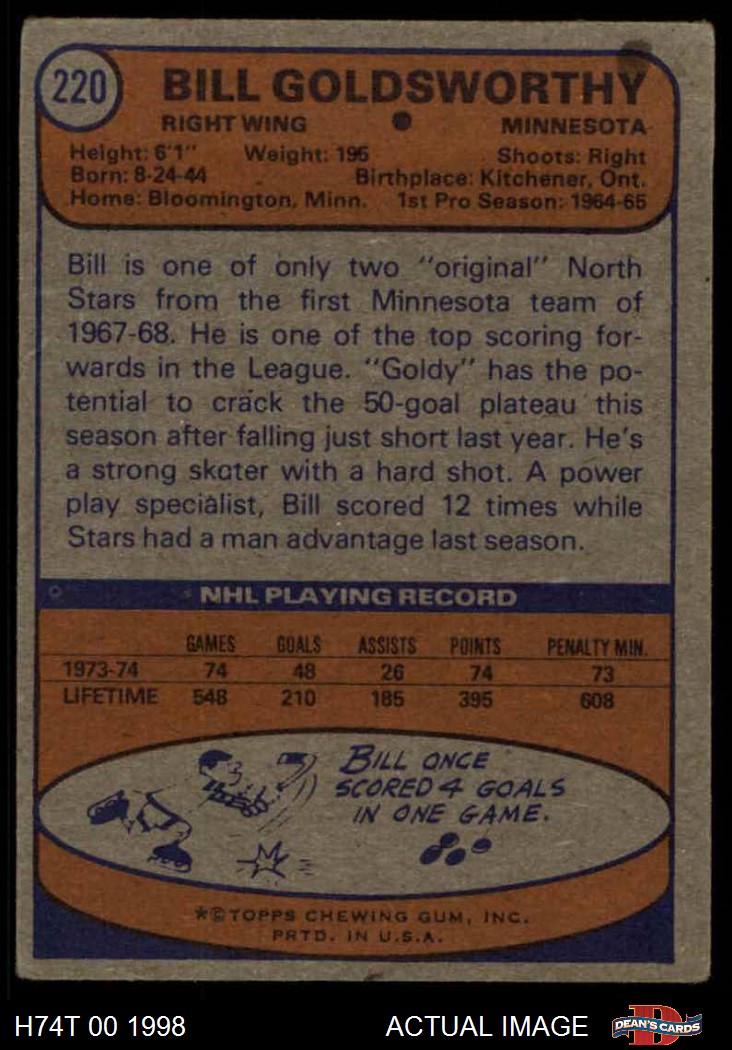 220
BILL GOLDSWORTHY
RIGHT WING ● MINNESOTA
Height: 6'1" Weight: 195 Shoots: Right
Born: 8-24-44 Birthplace: Kitchener, Ont.
Home: Bloomington, Minn. 1st Pro Season: 1964-65
Bill is one of only two "original" North
Stars from the first Minnesota team of
1967-68. He is one of the top scoring for-
wards in the League. "Goldy" has the po-
tential to crack the 50-goal plateau this
season after falling just short last year. He's
a strong skater with a hard shot. A power
play specialist, Bill scored 12 times while
Stars had a man advantage last season.
NHL PLAYING RECORD
GAMES GOALS ASSISTS POINTS PENALTY MIN.
1973-74 74 48 26 74 73
LIFETIME 548 210 185 395 608
BILL ONCE
SCORED 4 GOALS
IN ONE GAME.
*©TOPPS CHEWING GUM, INC.
PRTD. IN U.S.A.
H74T 00 1998 ACTUAL IMAGE D DEAN'S CARDS